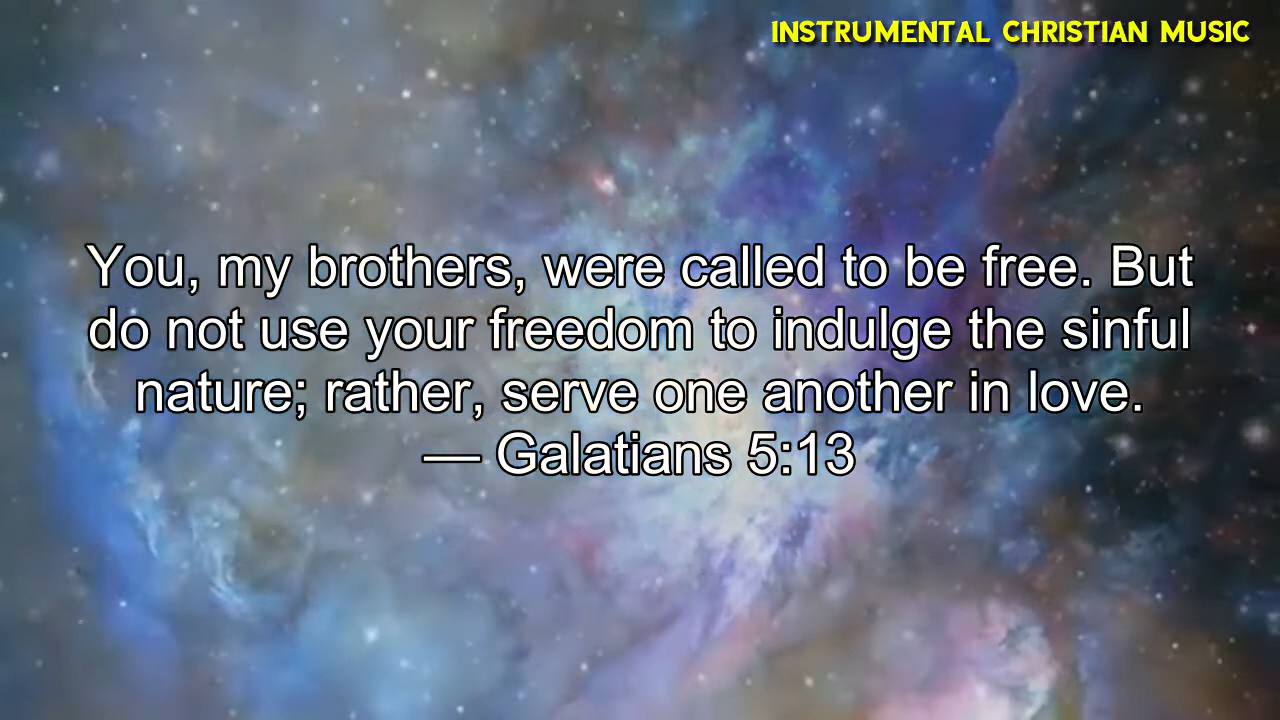 INSTRUMENTAL CHRISTIAN MUSIC
You, my brothers, were called to be free. But
do not use your freedom to indulge the sinful
nature; rather, serve one another in love.
— Galatians 5:13